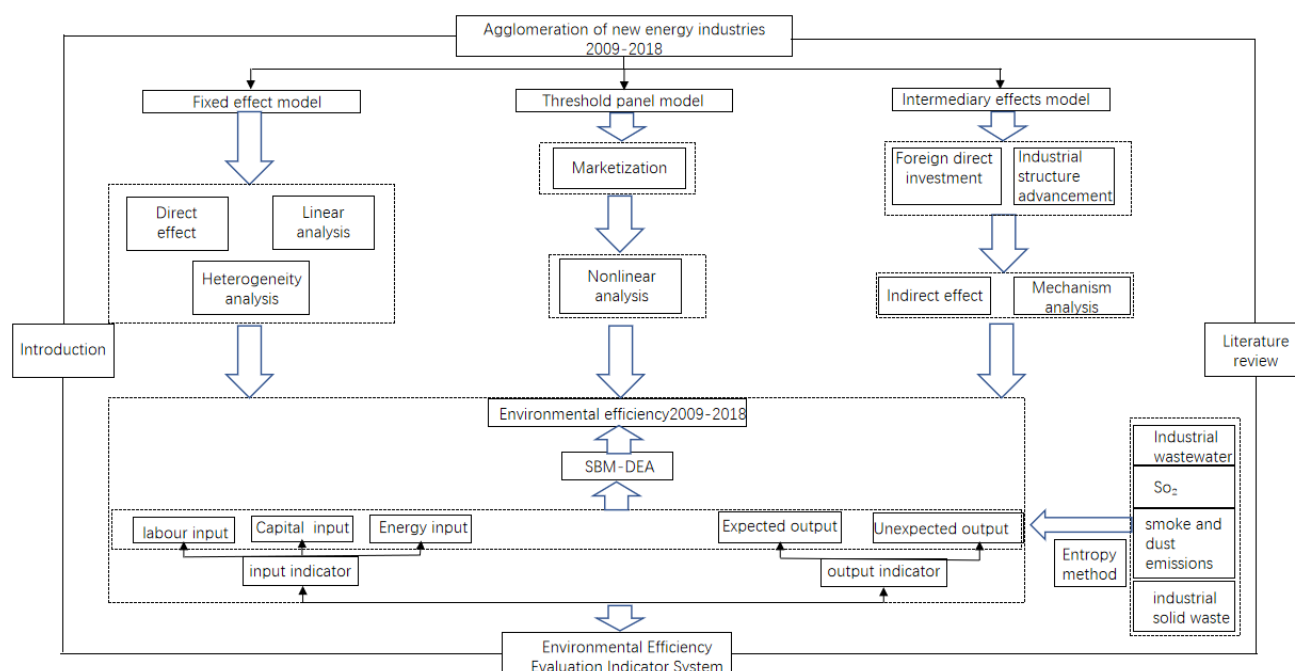 Agglomeration of new energy industries
2009-2018
Fixed effect model
Threshold panel model
Intermediary effects model
Marketization
Foreign direct
investment
Industrial
structure
advancement
Direct
effect
Linear
analysis
Heterogeneity
analysis
Nonlinear
analysis
Indirect effect
Mechanism
analysis
Introduction
Literature
review
Environmental efficiency2009-2018
SBM-DEA
labour input
Capital input
Energy input
Expected output
Unexpected output
input indicator
output indicator
Entropy
method
Industrial
wastewater
So₂
smoke and
dust
emissions
industrial
solid waste
Environmental Efficiency
Evaluation Indicator System